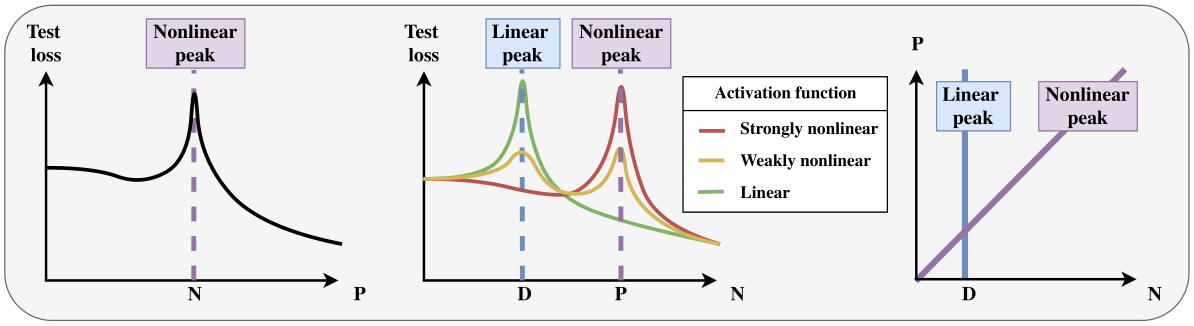 Test
loss
Nonlinear
peak
N
P
Test
loss
Linear
peak
Nonlinear
peak
D
P
N
Activation function
Strongly nonlinear
Weakly nonlinear
Linear
P
Linear
peak
Nonlinear
peak
D
N